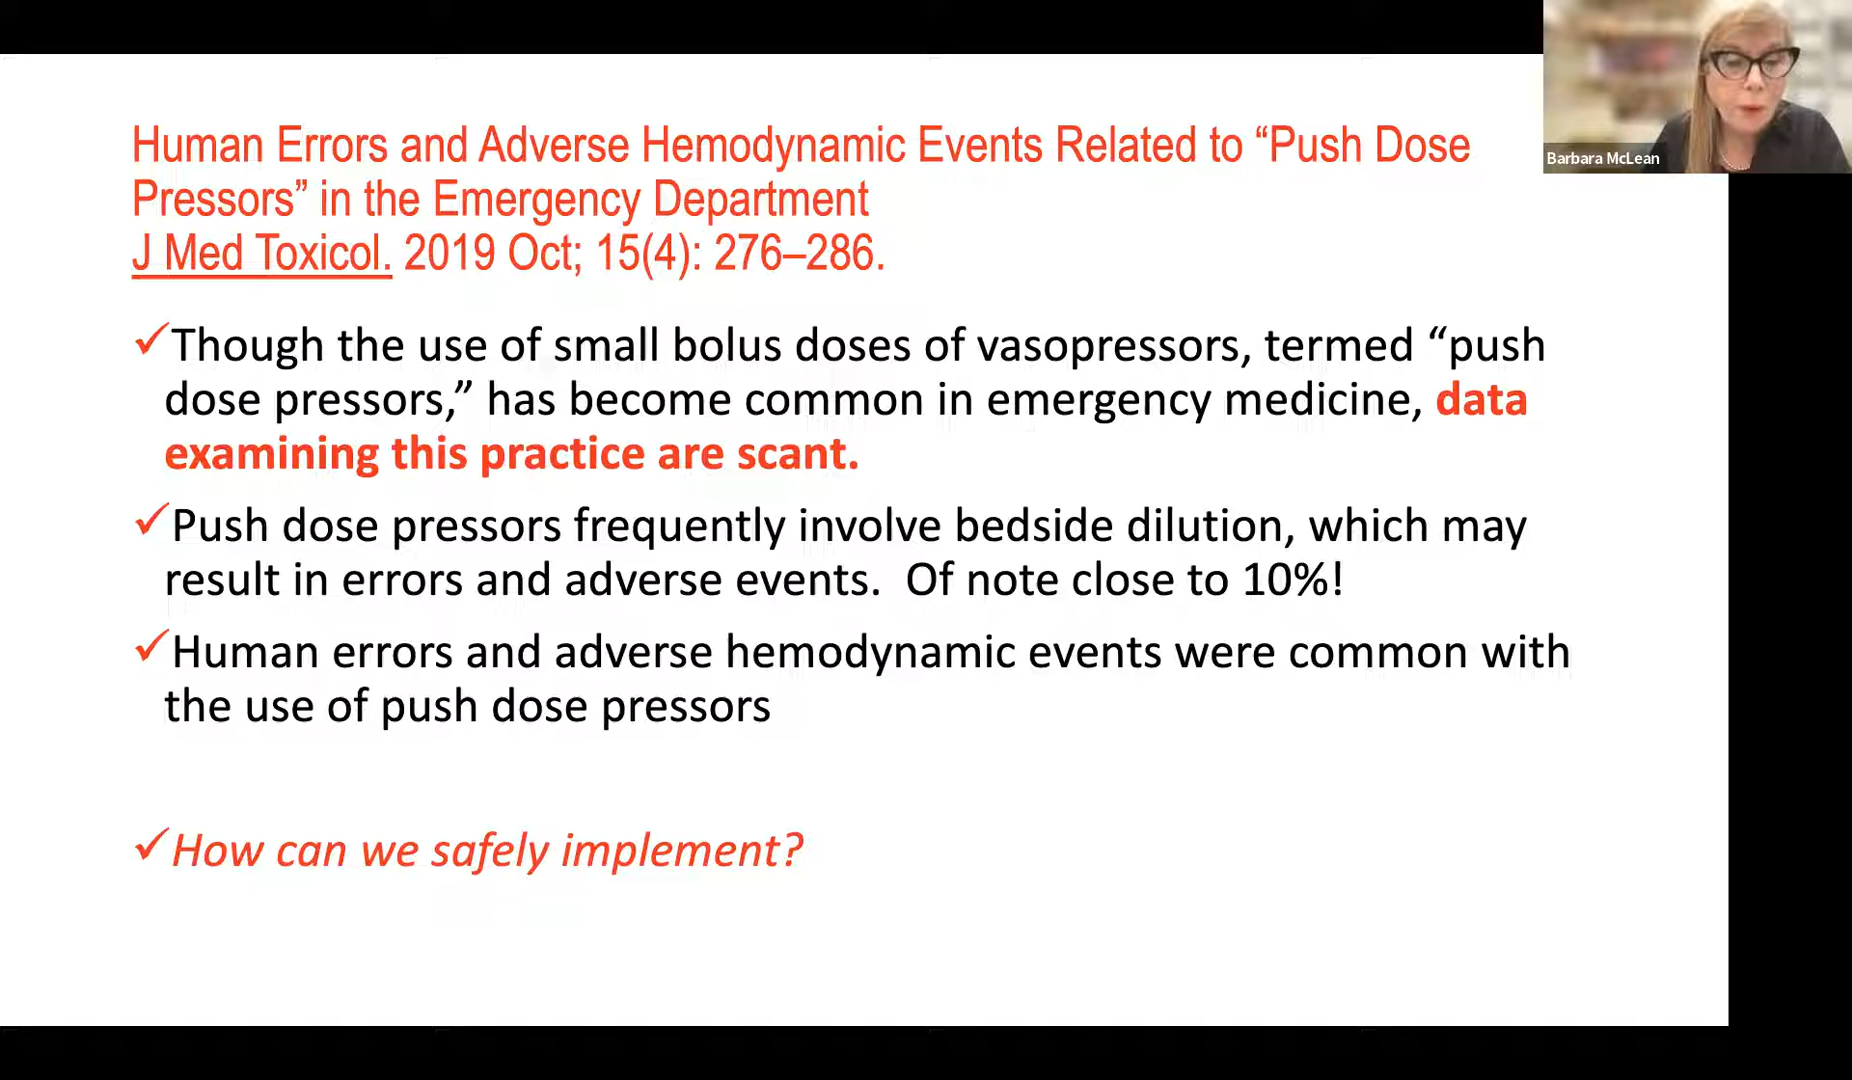 Human Errors and Adverse Hemodynamic Events Related to “Push Dose
Pressors” in the Emergency Department
J Med Toxicol. 2019 Oct; 15(4): 276–286.
Barbara McLean
✓Though the use of small bolus doses of vasopressors, termed “push
dose pressors,” has become common in emergency medicine, data
examining this practice are scant.
✓Push dose pressors frequently involve bedside dilution, which may
result in errors and adverse events.  Of note close to 10%!
✓Human errors and adverse hemodynamic events were common with
the use of push dose pressors
✓How can we safely implement?